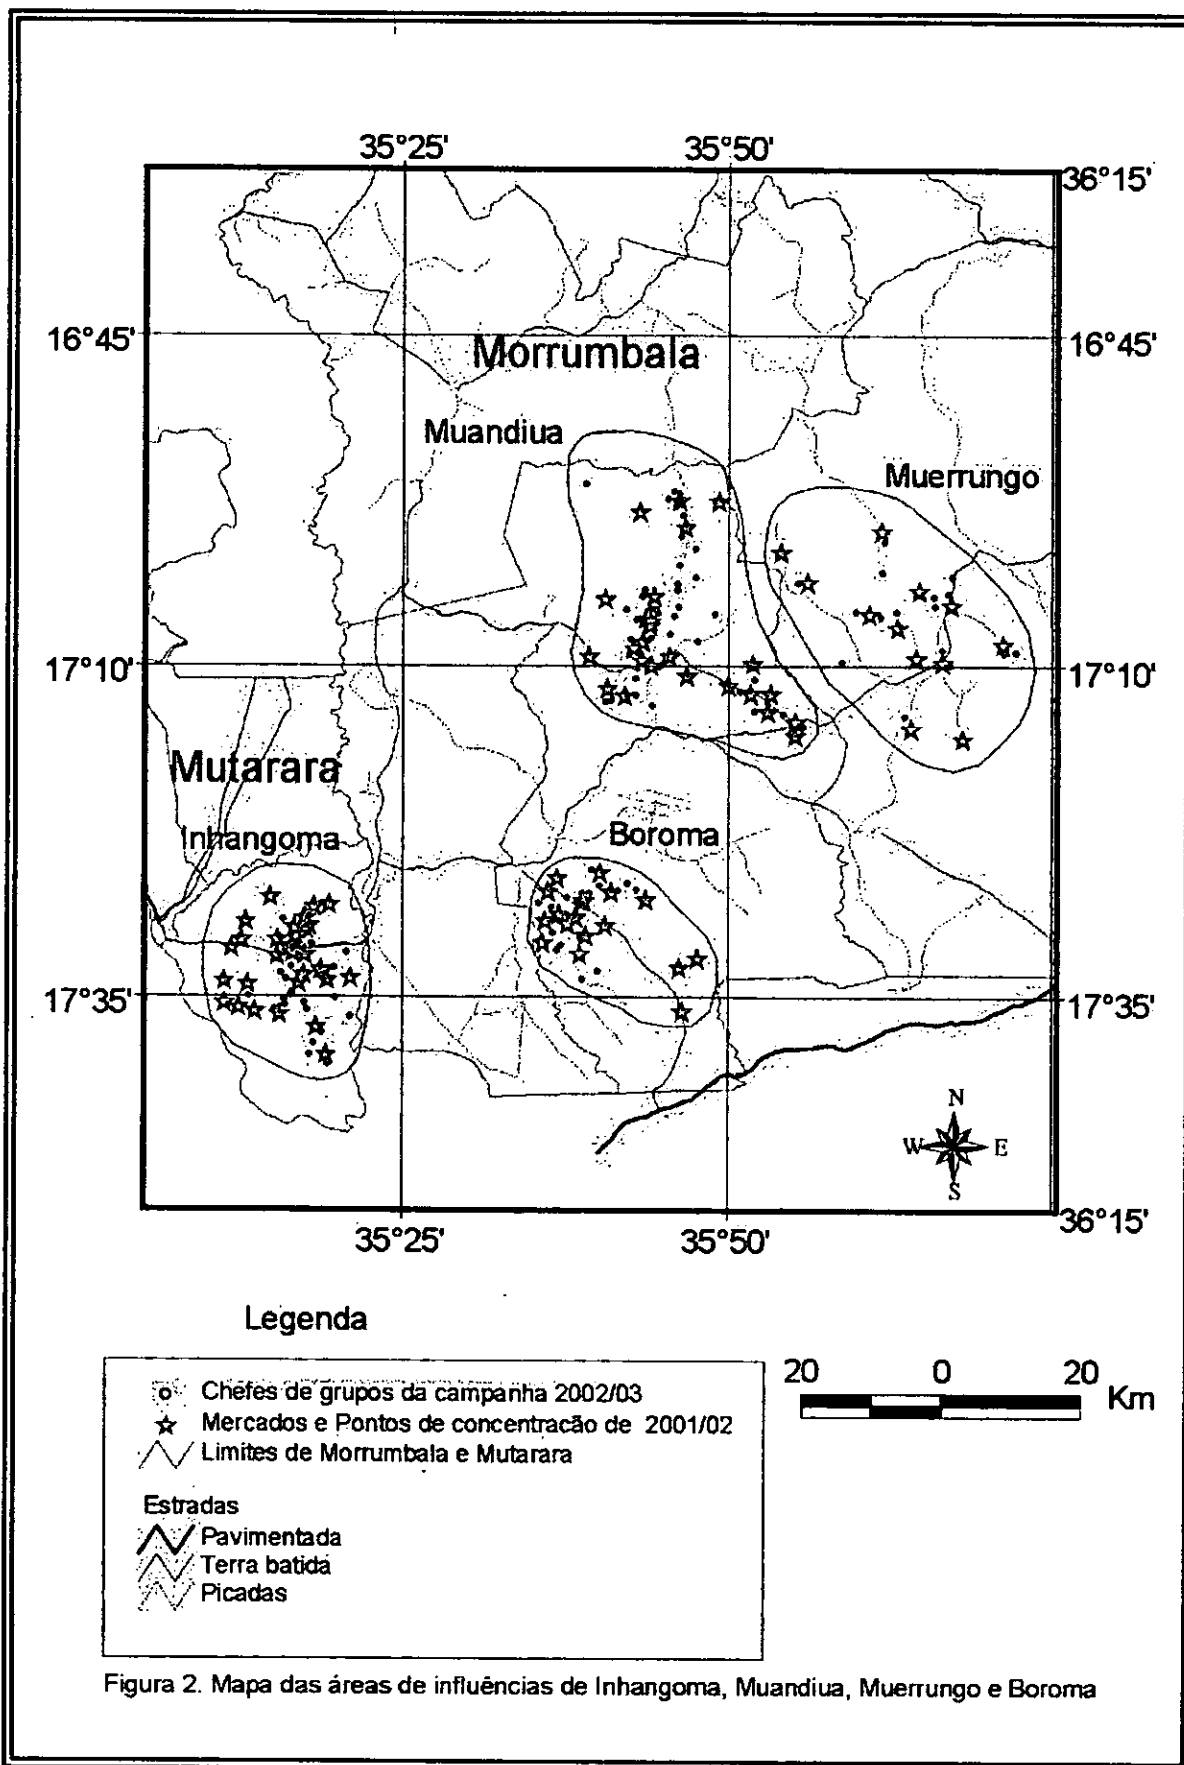 35°25'
35°50'
36°15'
16°45'
16°45'
Morrumbala
Muandiua
Muerrungo
17°10'
17°10'
Mutarara
Inhangoma
Boroma
17°35'
17°35'
N
W
E
S
36°15'
35°25'
35°50'
Legenda
Chefes de grupos da campanha 2002/03
Mercados e Pontos de concentração de 2001/02
Limites de Morrumbala e Mutarara
Estradas
Pavimentada
Terra batida
Picadas
20 0 20
Km
Figura 2. Mapa das áreas de influências de Inhangoma, Muandiua, Muerrungo e Boroma